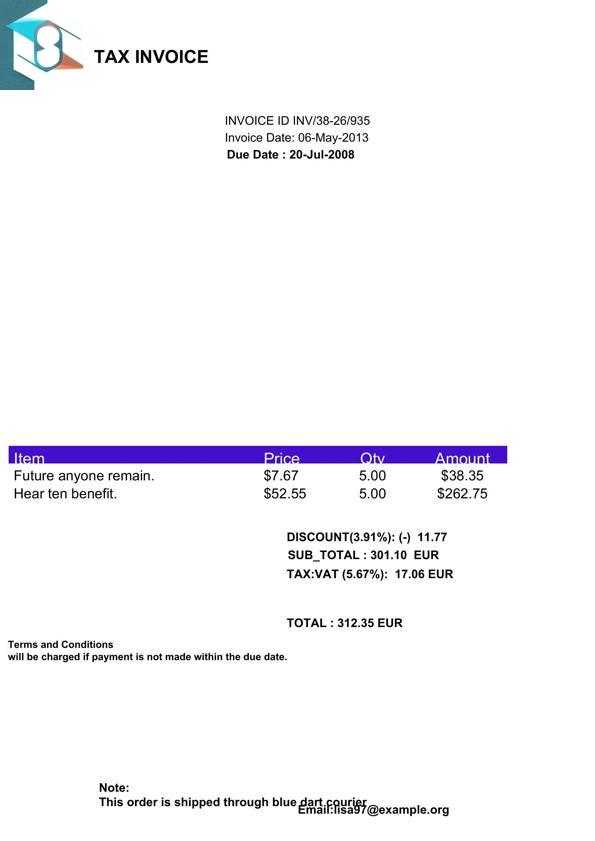 TAX INVOICE
INVOICE ID INV/38-26/935
Invoice Date: 06-May-2013
Due Date : 20-Jul-2008
Item Price Qty Amount
Future anyone remain. $7.67 5.00 $38.35
Hear ten benefit. $52.55 5.00 $262.75
DISCOUNT(3.91%): (-) 11.77
SUB_TOTAL : 301.10 EUR
TAX:VAT (5.67%): 17.06 EUR
TOTAL : 312.35 EUR
Terms and Conditions
will be charged if payment is not made within the due date.
Note:
This order is shipped through blue dart courier
Email:lisa97@example.org